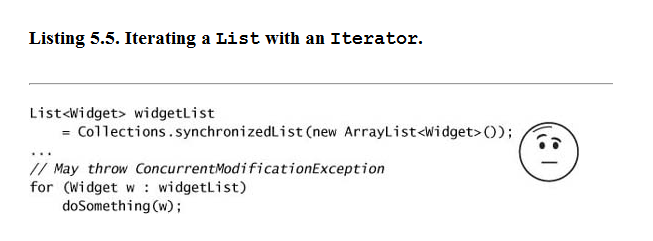 Listing 5.5. Iterating a List with an Iterator.
List<Widget> widgetList
    = Collections.synchronizedList(new ArrayList<Widget>());
...
// May throw ConcurrentModificationException
for (Widget w : widgetList)
    doSomething(w);